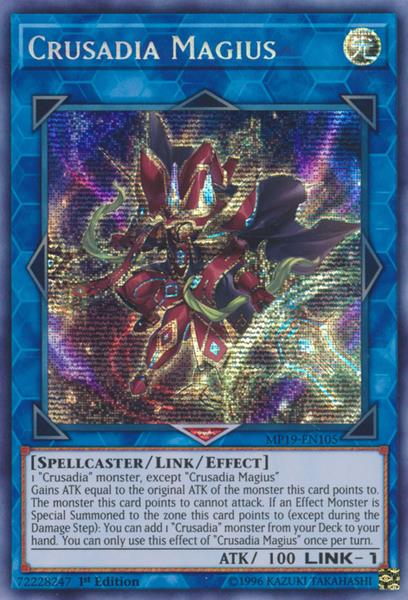 CRUSADIA MAGIUS
光
MP19-EN105
[SPELLCASTER/LINK/EFFECT]
1 "Crusadia" monster, except "Crusadia Magius"
Gains ATK equal to the original ATK of the monster this card points to.
The monster this card points to cannot attack. If an Effect Monster is
Special Summoned to the zone this card points to (except during the
Damage Step): You can add 1 "Crusadia" monster from your Deck to your
hand. You can only use this effect of "Crusadia Magius" once per turn.
ATK/ 100 LINK-1
72228247 1st Edition ©1996 KAZUKI TAKAHASHI